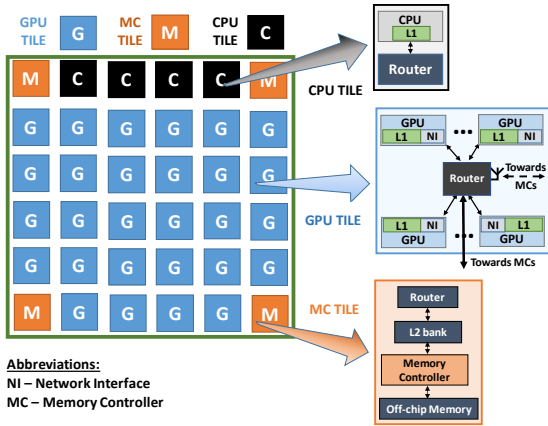 GPU TILE G
MC TILE M
CPU TILE C
M C C C C M
G G G G G G
G G G G G G
G G G G G G
G G G G G G
M G G G G M
CPU
L1
Router
CPU TILE
GPU GPU
L1 NI ••• L1 NI
Router
Towards MCs
L1 NI ••• NI L1
GPU GPU
GPU TILE
Towards MCs
MC TILE
Router
L2 bank
Memory Controller
Off-chip Memory
Abbreviations:
NI – Network Interface
MC – Memory Controller